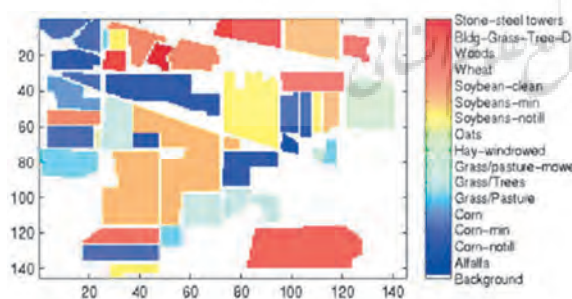 Stone-steel towers
20
Bldg-Grass-Tree-D
Woods
40
Wheat
Soybean-clean
60
Soybeans-min
Soybeans-notill
80
Oats
Hay-windrowed
100
Grass/pasture-mowe
Grass/Trees
Grass/Pasture
120
Corn
Corn-min
140
Corn-notill
Alfalfa
Background
20 40 60 80 100 120 140